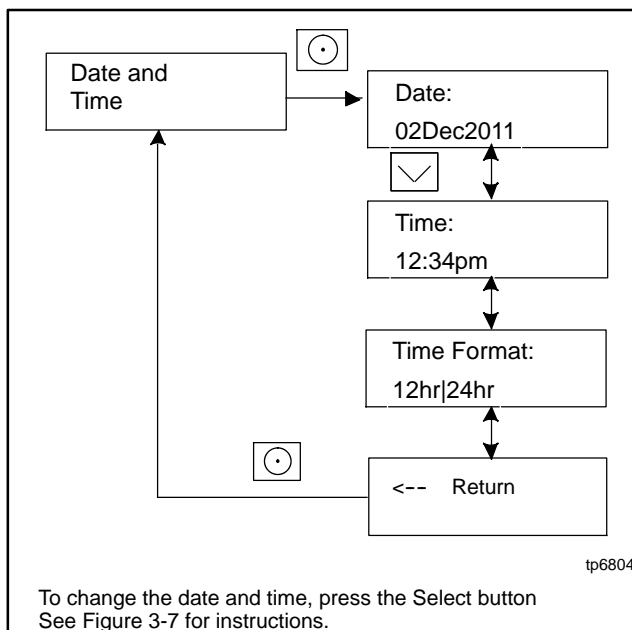 Date and
Time
Date:
02Dec2011
Time:
12:34pm
Time Format:
12hr|24hr
<-- Return
tp6804
To change the date and time, press the Select button
See Figure 3-7 for instructions.